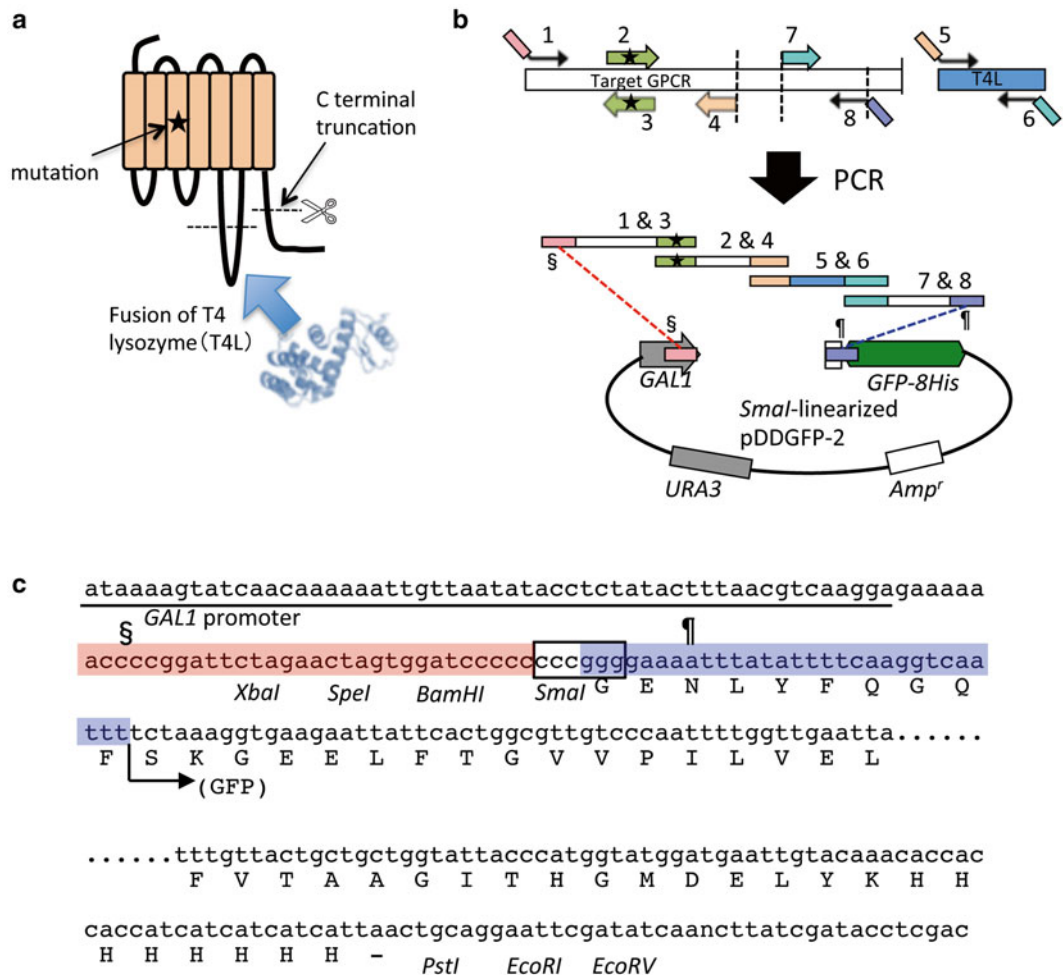 a
mutation
C terminal
truncation
Fusion of T4
lysozyme(T4L)
b
1
2
7
5
Target GPCR
T4L
3
4
8
6
PCR
1 & 3
2 & 4
5 & 6
7 & 8
§
§
¶
¶
GAL1
GFP-8His
SmaI-linearized
pDDGFP-2
URA3
Ampr
c
ataaaagtatcaacaaaaaattgttaatatacctctatactttaacgtcaaggagaaaaa
GAL1 promoter
§
¶
accccggattctagaactagtggatcccccccccggggaaaatttatattttcaaggtcaa
XbaI SpeI BamHI SmaI G E N L Y F Q G Q
ttttctaaaggtgaagaattattcactggcgttgtcccaattttggttgaatta......
F S K G E E L F T G V V P I L V E L
(GFP)
......tttgttactgctgctggtattacccatggtatggatgaattgtacaaacaccac
F V T A A G I T H G M D E L Y K H H
caccatcatcatcattaactgcaggaattcgatatcaancttatcgatacctcgac
H H H H H H – PstI EcoRI EcoRV